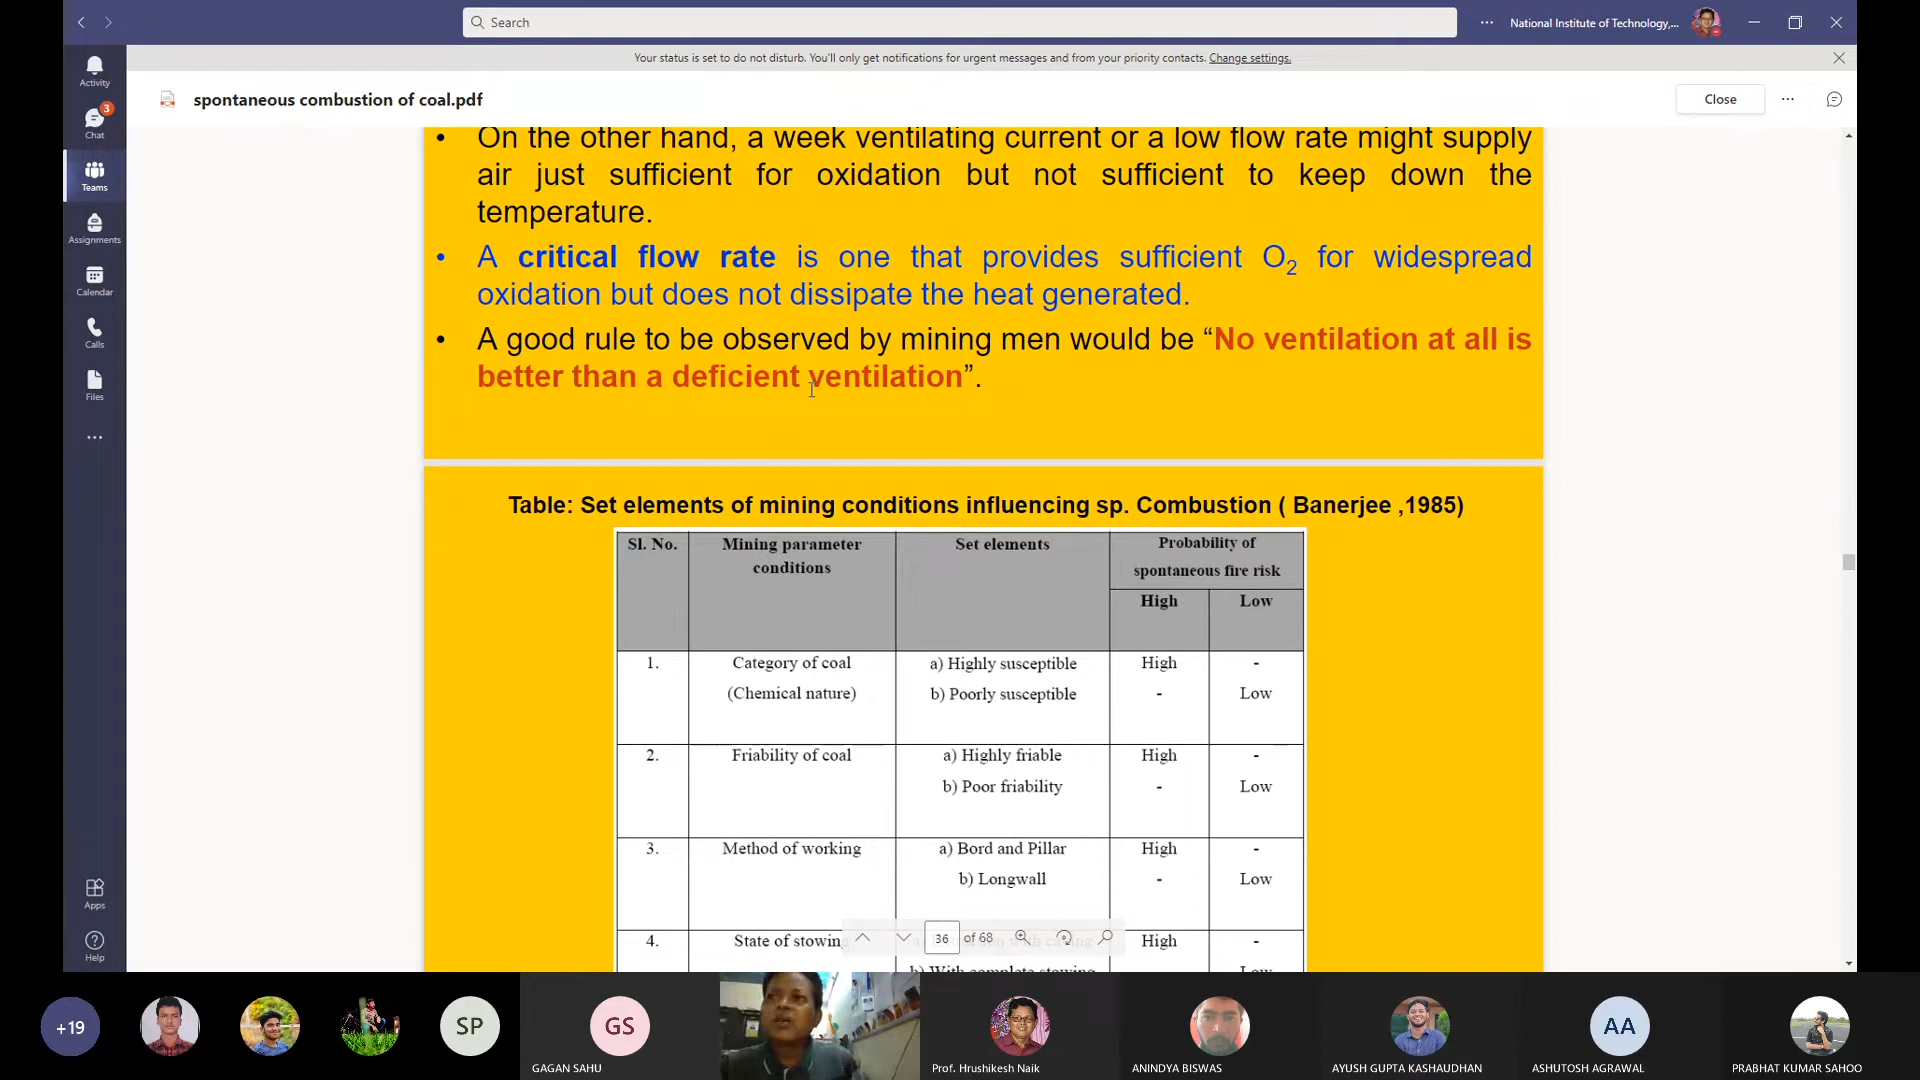 Search
National Institute of Technology,...
Your status is set to do not disturb. You'll only get notifications for urgent messages and from your priority contacts. Change settings.
Activity
3
Chat
Teams
Assignments
Calendar
Calls
Files
Apps
Help
spontaneous combustion of coal.pdf
Close
• On the other hand, a week ventilating current or a low flow rate might supply
air just sufficient for oxidation but not sufficient to keep down the
temperature.
• A critical flow rate is one that provides sufficient O2 for widespread
oxidation but does not dissipate the heat generated.
• A good rule to be observed by mining men would be “No ventilation at all is
better than a deficient ventilation”.
Table: Set elements of mining conditions influencing sp. Combustion ( Banerjee ,1985)
Sl. No. Mining parameter conditions Set elements Probability of spontaneous fire risk
High Low
1. Category of coal a) Highly susceptible High -
(Chemical nature) b) Poorly susceptible - Low
2. Friability of coal a) Highly friable High -
b) Poor friability - Low
3. Method of working a) Bord and Pillar High -
b) Longwall - Low
4. State of stowing High -
b) With complete stowing Low
36 of 68
+19
SP
GS
GAGAN SAHU
Prof. Hrushikesh Naik
ANINDYA BISWAS
AYUSH GUPTA KASHAUDHAN
AA
ASHUTOSH AGRAWAL
PRABHAT KUMAR SAHOO